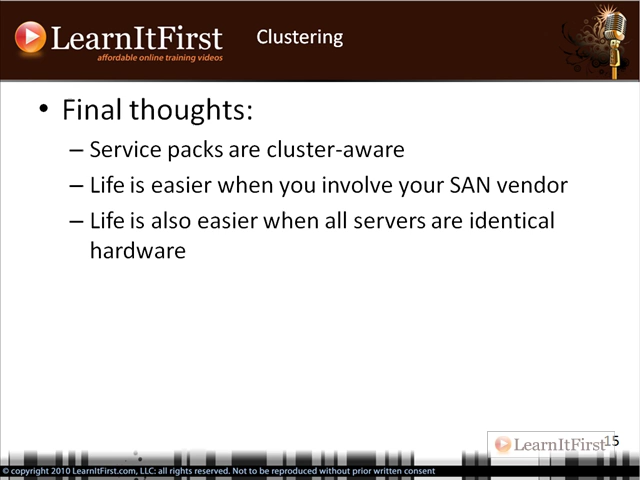 LearnItFirst
affordable online training videos
Clustering
• Final thoughts:
– Service packs are cluster-aware
– Life is easier when you involve your SAN vendor
– Life is also easier when all servers are identical
hardware
LearnItFirst
15
© copyright 2010 LearnItFirst.com, LLC: all rights reserved. Not to be reproduced without prior written consent